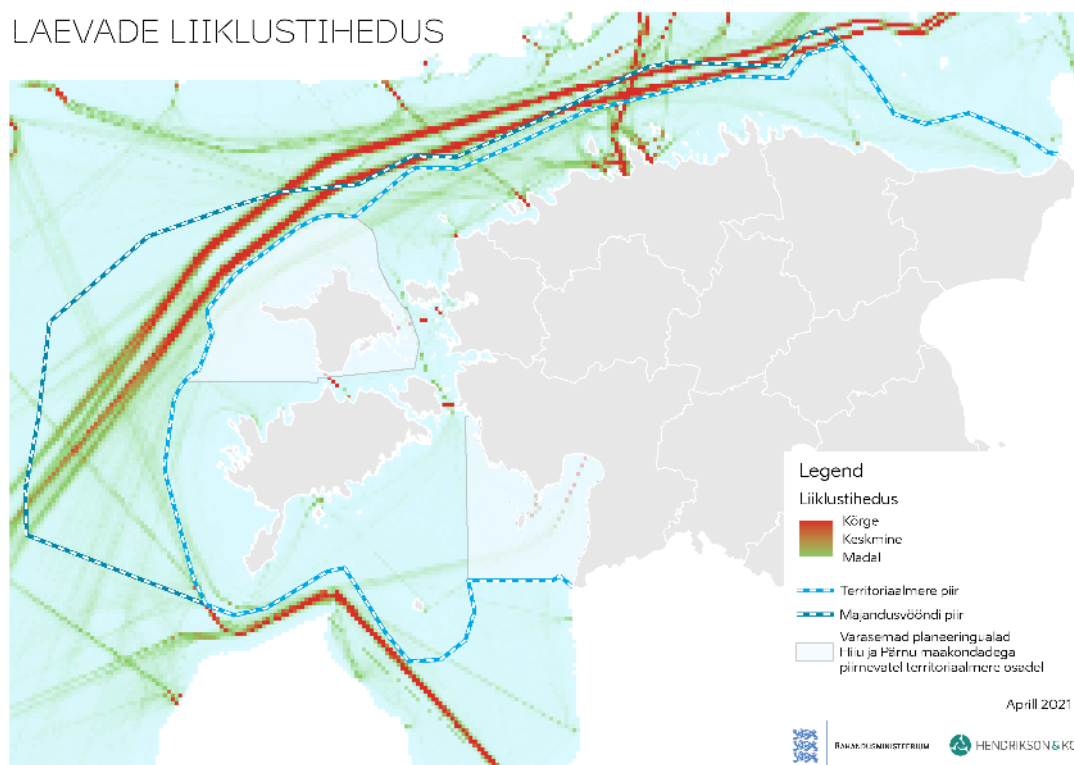 LAEVADE LIIKLUSTIHEDUS
Legend
Liiklustihedus
Kõrge
Keskmine
Madal
Territoriaalmere piir
Majandusvööndi piir
Varasemad planeeringualad
Hiiu ja Pärnu maakondadega
piirnevatel territoriaalmere osadel
Aprill 2021
RAHANDUSMINISTEERIUM
HENDRIKSON & KO